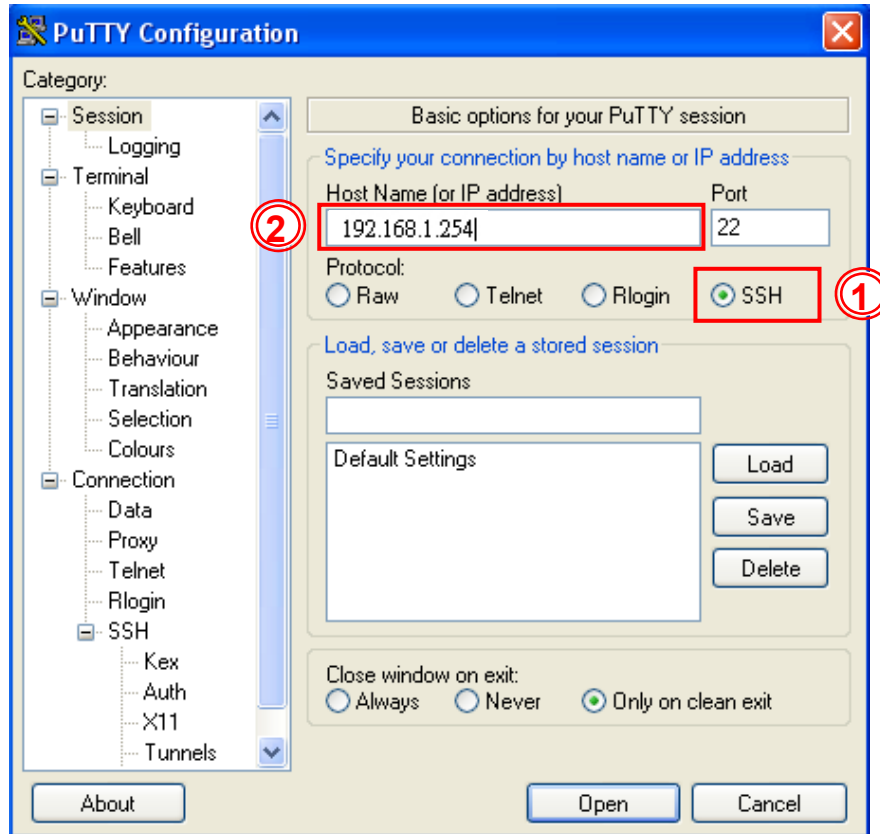 PuTTY Configuration
Category:
Session
Logging
Terminal
Keyboard
Bell
Features
Window
Appearance
Behaviour
Translation
Selection
Colours
Connection
Data
Proxy
Telnet
Rlogin
SSH
Kex
Auth
X11
Tunnels
Basic options for your PuTTY session
Specify your connection by host name or IP address
Host Name (or IP address) Port
2 192.168.1.254 22
Protocol:
Raw Telnet Rlogin SSH 1
Load, save or delete a stored session
Saved Sessions
Default Settings
Load
Save
Delete
Close window on exit:
Always Never Only on clean exit
About Open Cancel